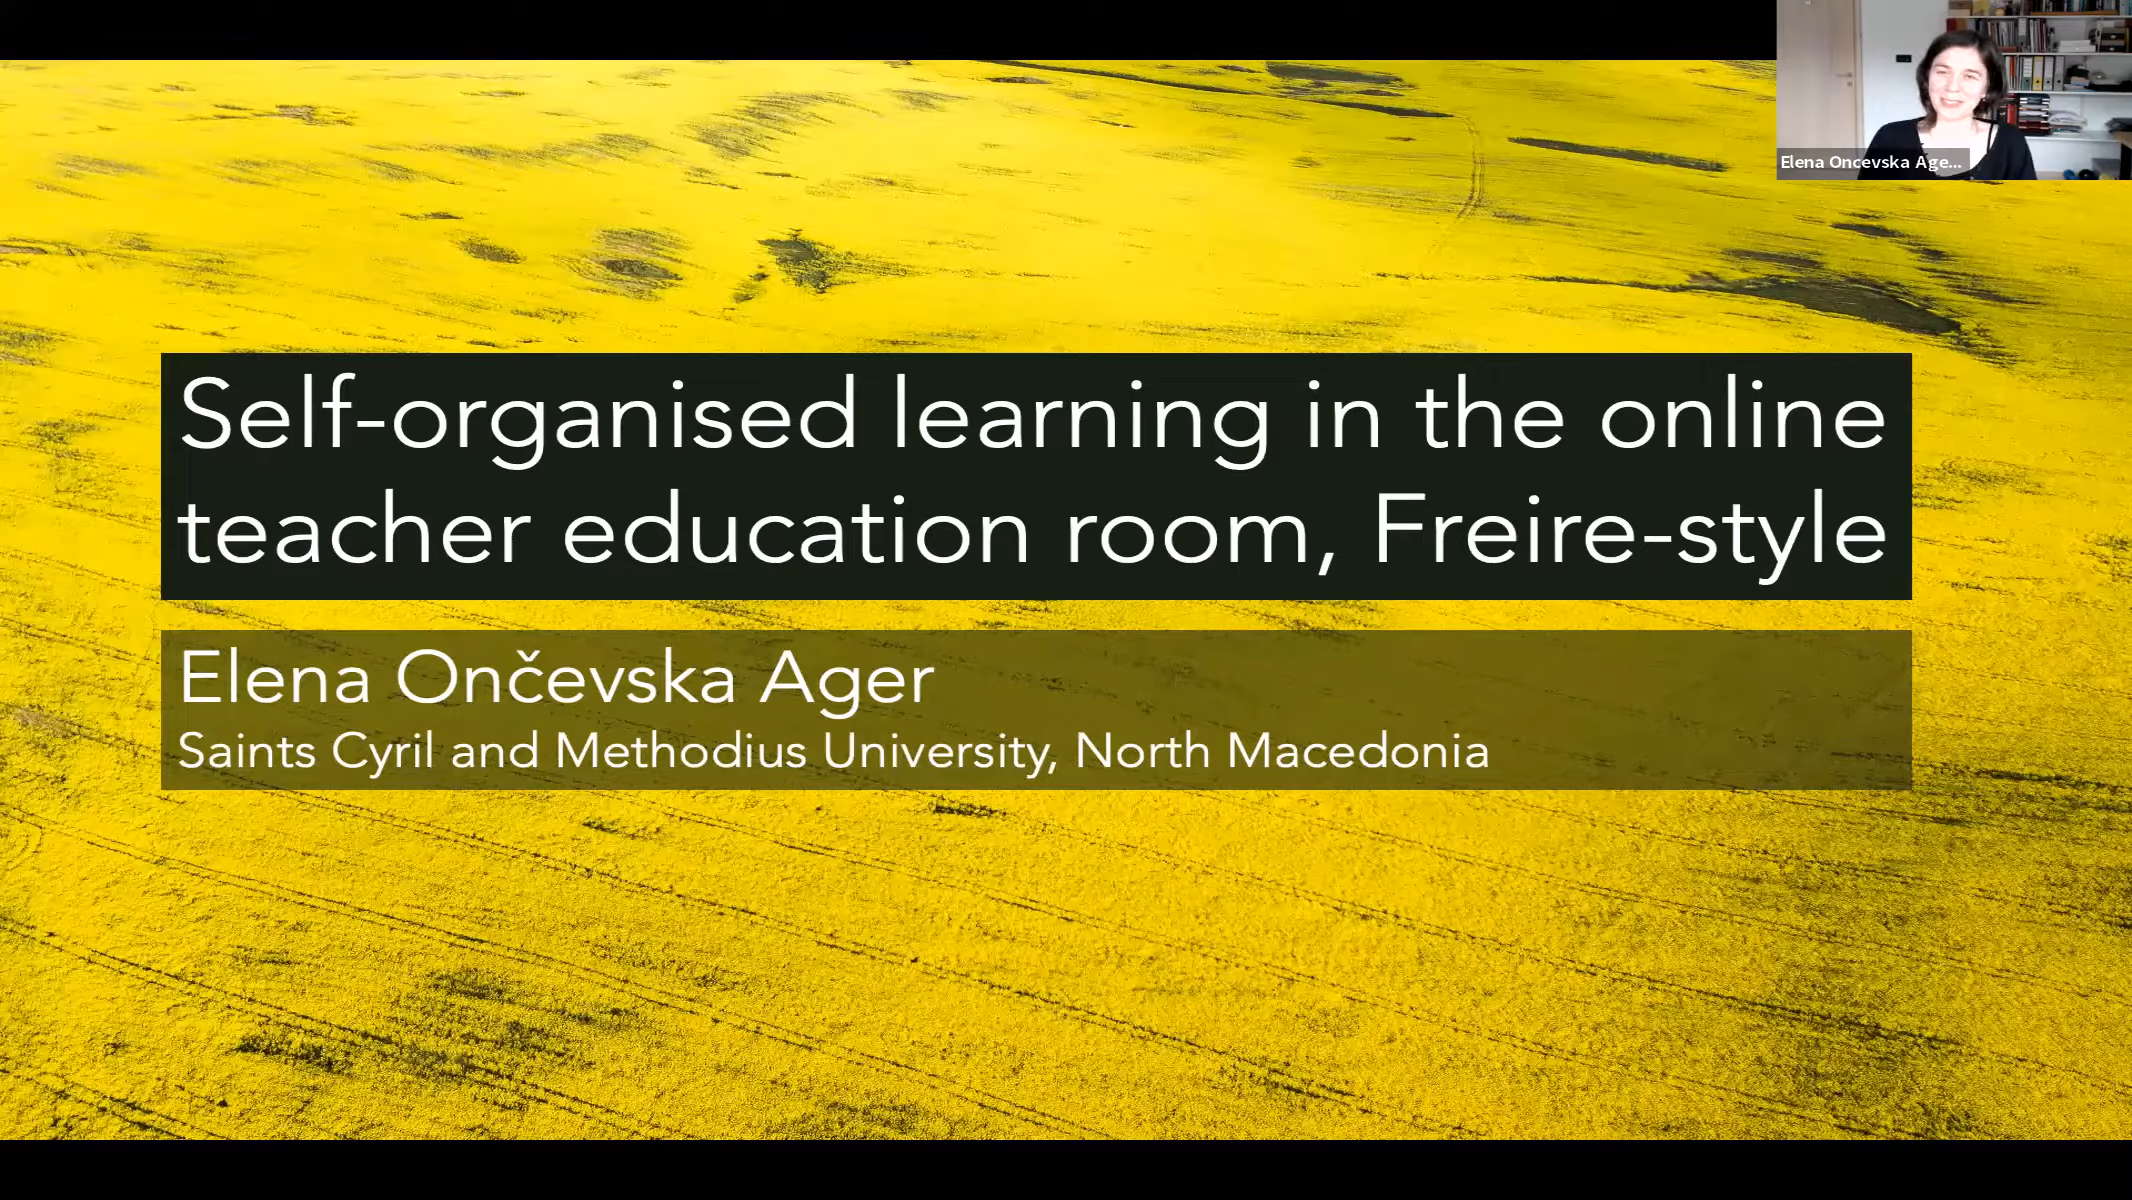 Elena Oncevska Age...
Self-organised learning in the online
teacher education room, Freire-style
Elena Ončevska Ager
Saints Cyril and Methodius University, North Macedonia